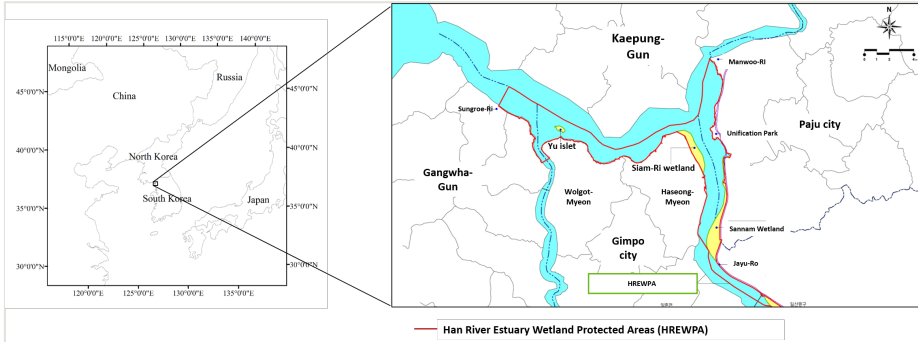 115°0'0"E 120°0'0"E 125°0'0"E 130°0'0"E 135°0'0"E 140°0'0"E
Mongolia
Russia
China
45°0'0"N
45°0'0"N
40°0'0"N
40°0'0"N
North Korea
South Korea
Japan
35°0'0"N
35°0'0"N
30°0'0"N
30°0'0"N
120°0'0"E 125°0'0"E 130°0'0"E 135°0'0"E
N
Kaepung-
Gun
Manwoo-RI
Sungroe-Ri
Paju city
Unification Park
Yu islet
Siam-Ri wetland
Gangwha-
Gun
Wolgot-
Myeon
Haseong-
Myeon
Sannam Wetland
Gimpo
city
Jayu-Ro
HREWPA
Han River Estuary Wetland Protected Areas (HREWPA)